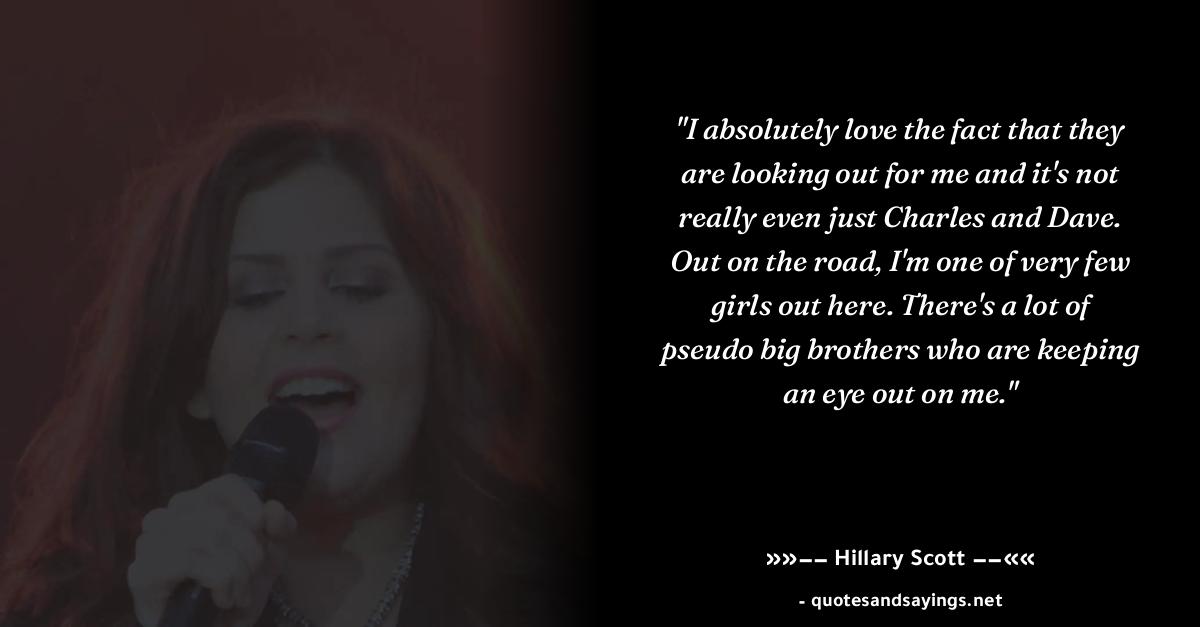 "I absolutely love the fact that they
are looking out for me and it's not
really even just Charles and Dave.
Out on the road, I'm one of very few
girls out here. There's a lot of
pseudo big brothers who are keeping
an eye out on me."
»»–– Hillary Scott ––««
- quotesandsayings.net